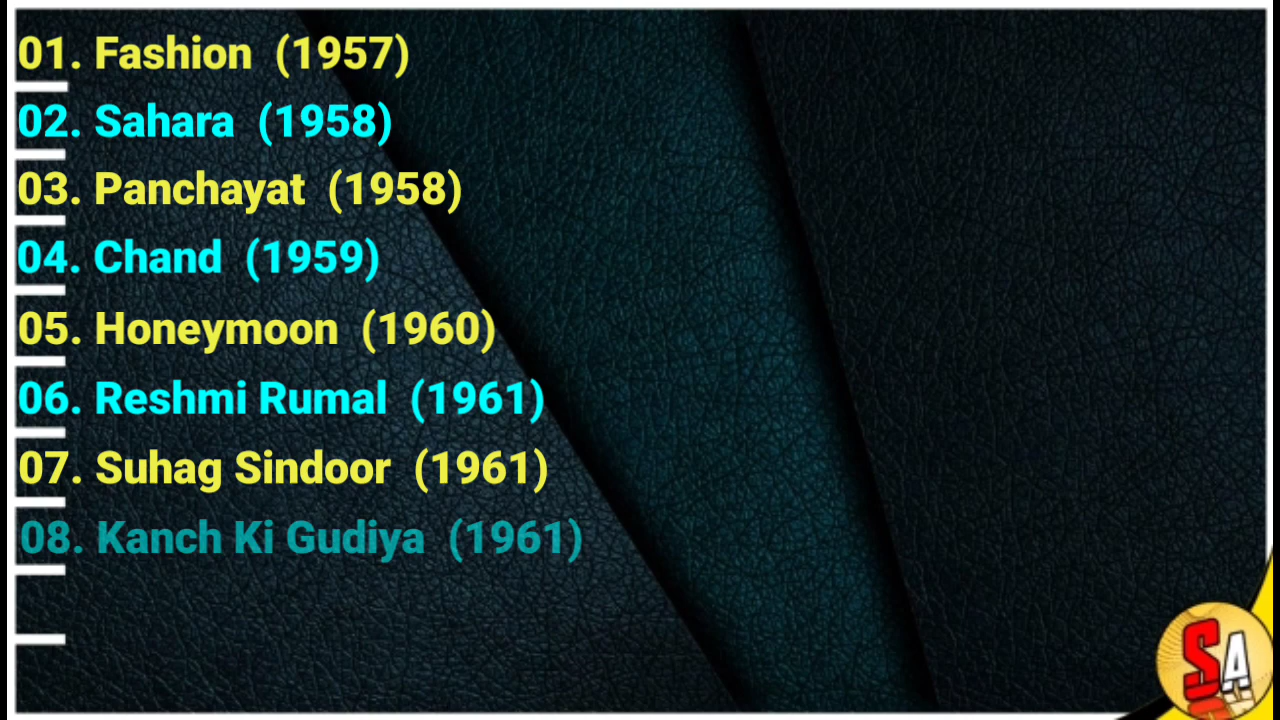 01. Fashion (1957)
02. Sahara (1958)
03. Panchayat (1958)
04. Chand (1959)
05. Honeymoon (1960)
06. Reshmi Rumal (1961)
07. Suhag Sindoor (1961)
08. Kanch Ki Gudiya (1961)
SA